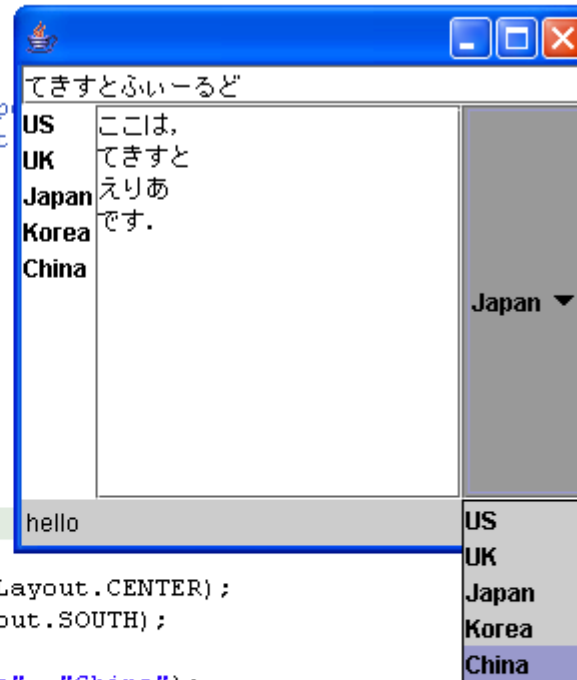 てきすとふぃーるど
US
UK
Japan
Korea
China
ここは，
てきすと
えりあ
です．
Japan
hello
US
UK
Japan
Korea
China
Layout.CENTER);
out.SOUTH);
"China");